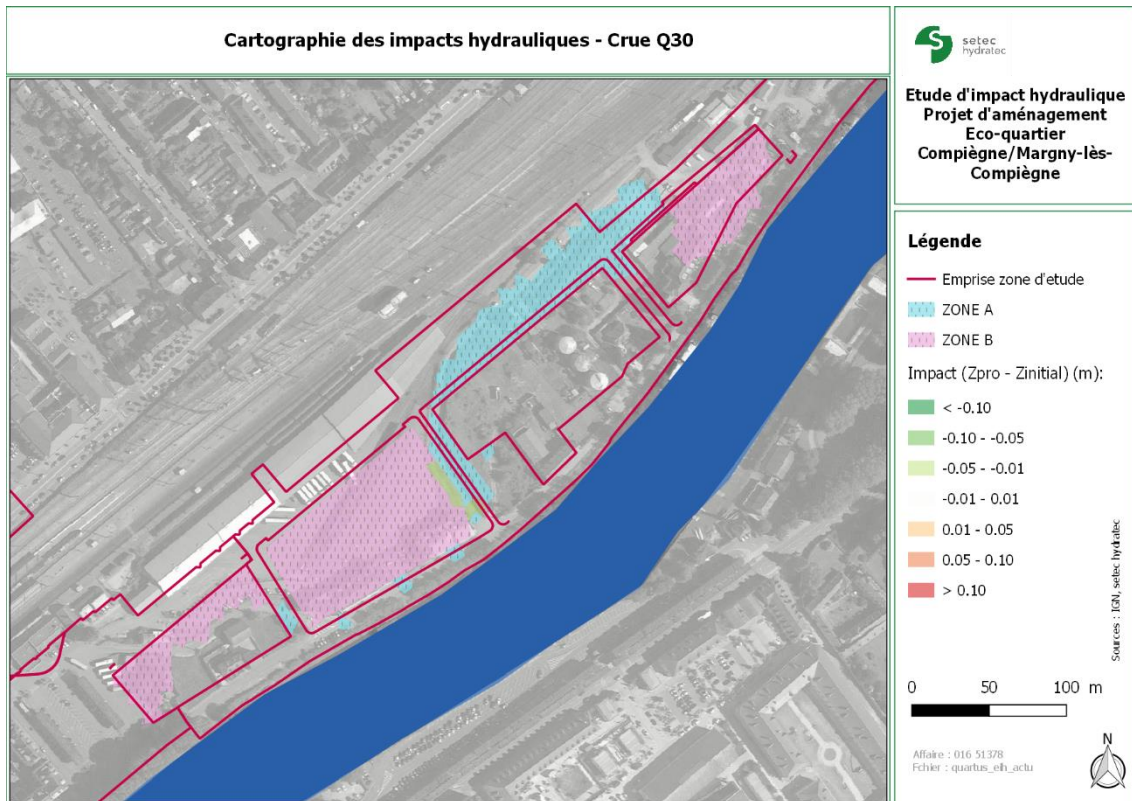 Cartographie des impacts hydrauliques - Crue Q30
setec
hydratec
Etude d'impact hydraulique
Projet d'aménagement
Eco-quartier
Compiègne/Margny-lès-
Compiègne
Légende
Emprise zone d'etude
ZONE A
ZONE B
Impact (Zpro - Zinitial) (m):
< -0.10
-0.10 - -0.05
-0.05 - -0.01
-0.01 - 0.01
0.01 - 0.05
0.05 - 0.10
> 0.10
Sources : IGN, setec hydratec
0 50 100 m
Affaire : 016 51378
Fchier : quartus_elh_actu
N